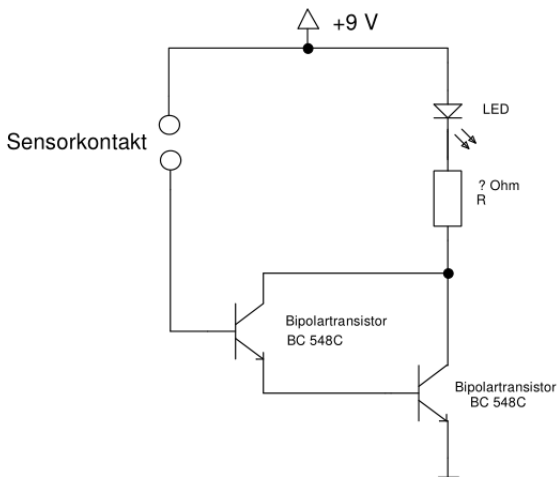 +9 V
LED
Sensorkontakt
? Ohm
R
Bipolartransistor
BC 548C
Bipolartransistor
BC 548C